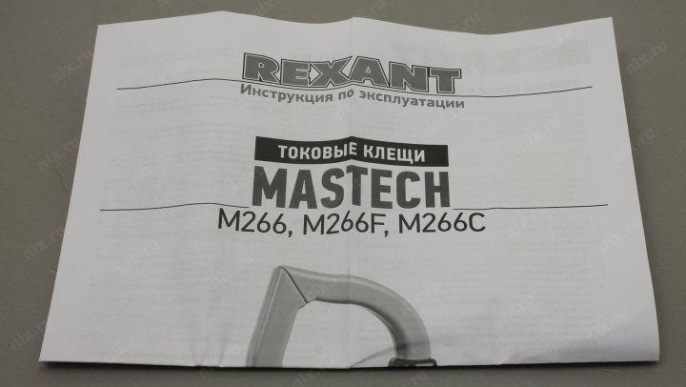 REXANT
Инструкция по эксплуатации
ТОКОВЫЕ КЛЕЩИ
MASTECH
M266, M266F, M266C